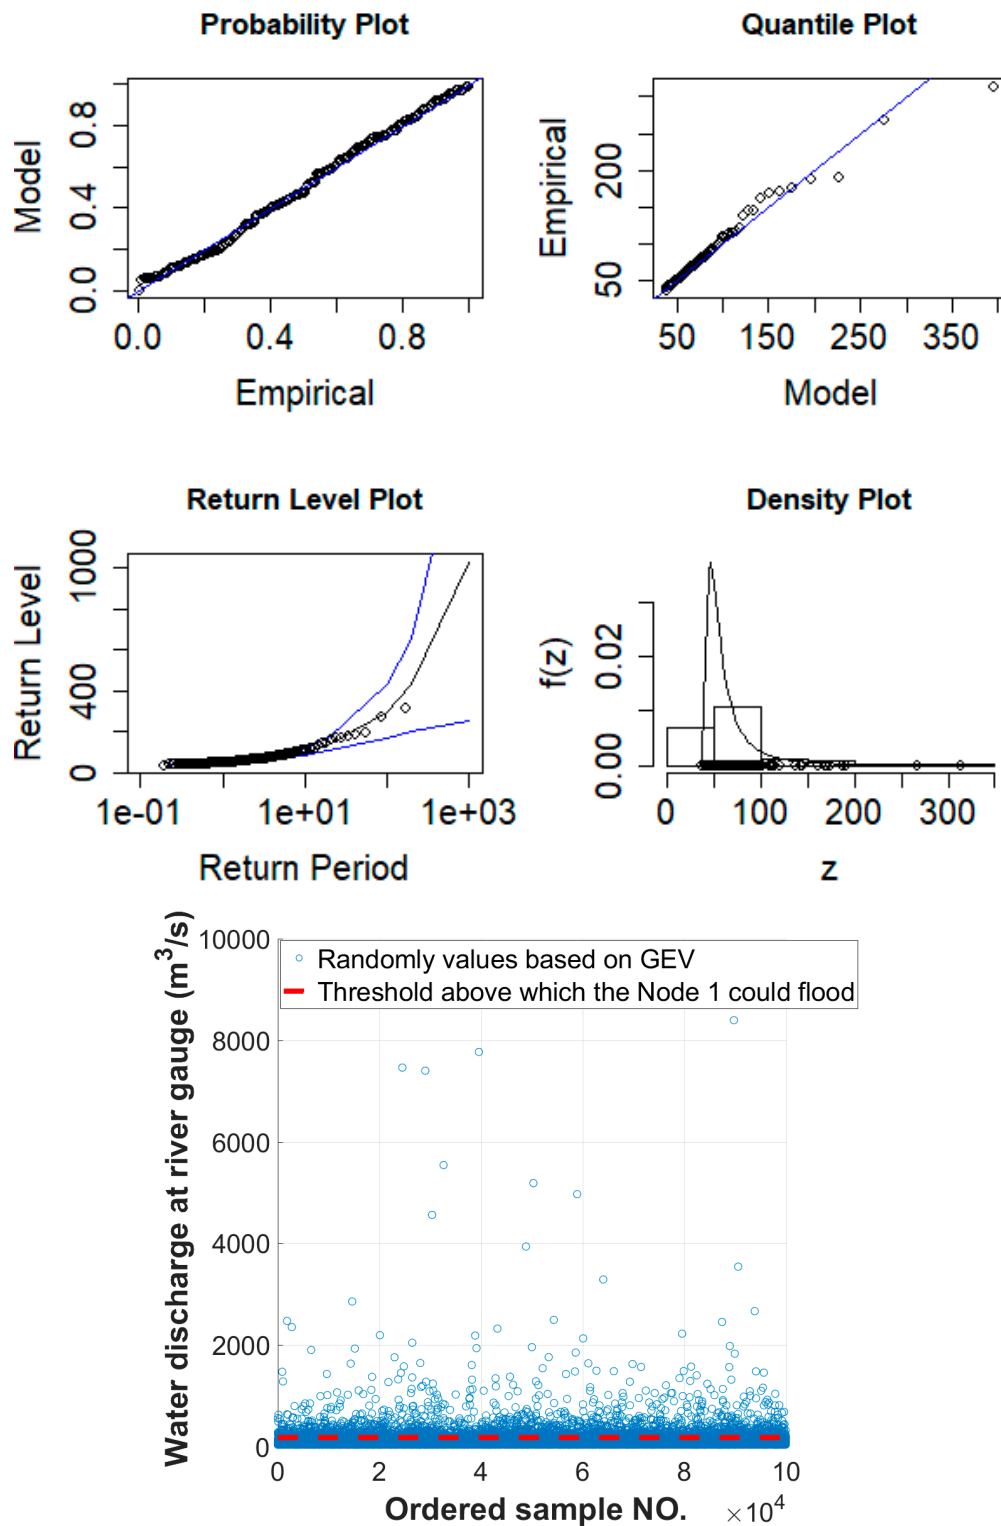 Probability Plot
Quantile Plot
Model
0.0 0.4 0.8
0.0 0.4 0.8
Empirical
Empirical
50 200
50 150 250 350
Model
Return Level Plot
Density Plot
Return Level
0 400 1000
1e-01 1e+01 1e+03
Return Period
f(z)
0.00 0.02
0 50 100 200 300
z
Water discharge at river gauge (m³/s)
10000
8000
6000
4000
2000
0
Randomly values based on GEV
Threshold above which the Node 1 could flood
0 2 4 6 8 10
×10⁴
Ordered sample NO.